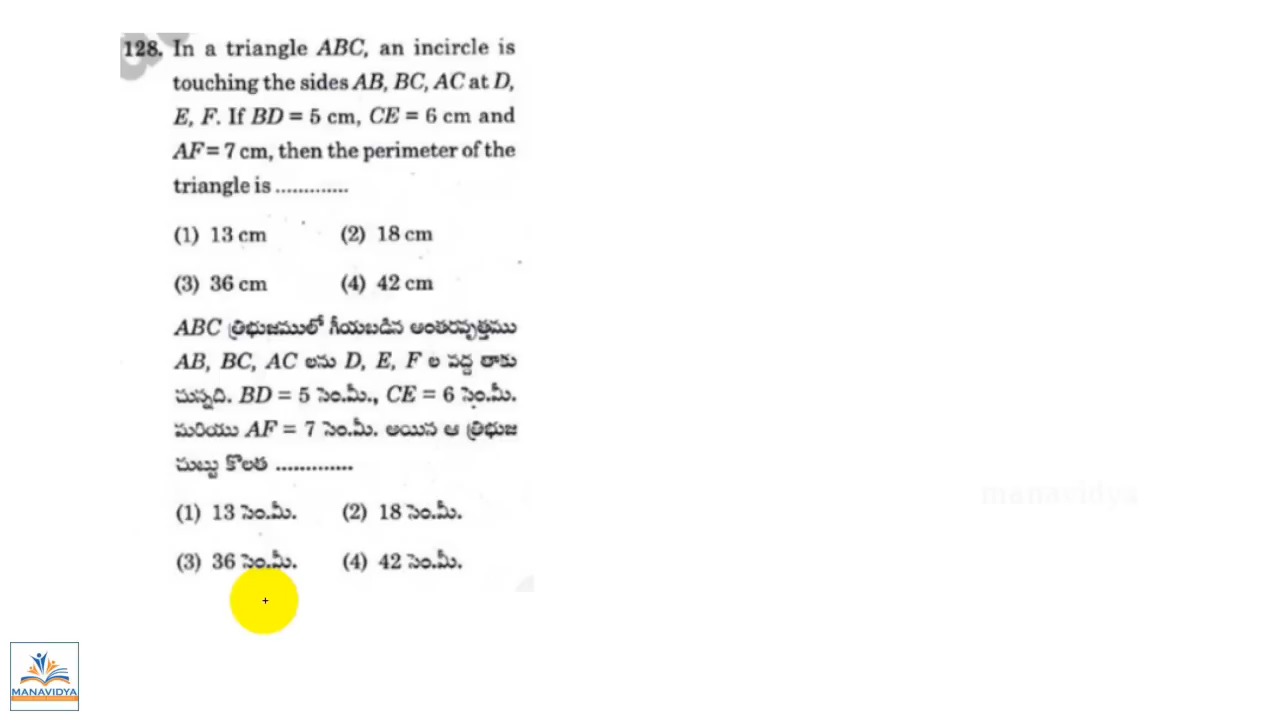 128. In a triangle ABC, an incircle is
touching the sides AB, BC, AC at D,
E, F. If BD = 5 cm, CE = 6 cm and
AF = 7 cm, then the perimeter of the
triangle is .............
(1) 13 cm (2) 18 cm
(3) 36 cm (4) 42 cm
ABC త్రిభుజములో గీయబడిన అంతరవృత్తము
AB, BC, AC లను D, E, F ల వద్ద తాకు
చున్నది. BD = 5 సెం.మీ., CE = 6 సెం.మీ.
మరియు AF = 7 సెం.మీ. అయిన ఆ త్రిభుజ
చుట్టు కొలత .............
(1) 13 సెం.మీ. (2) 18 సెం.మీ.
(3) 36 సెం.మీ. (4) 42 సెం.మీ.
manavidya
MANAVIDYA